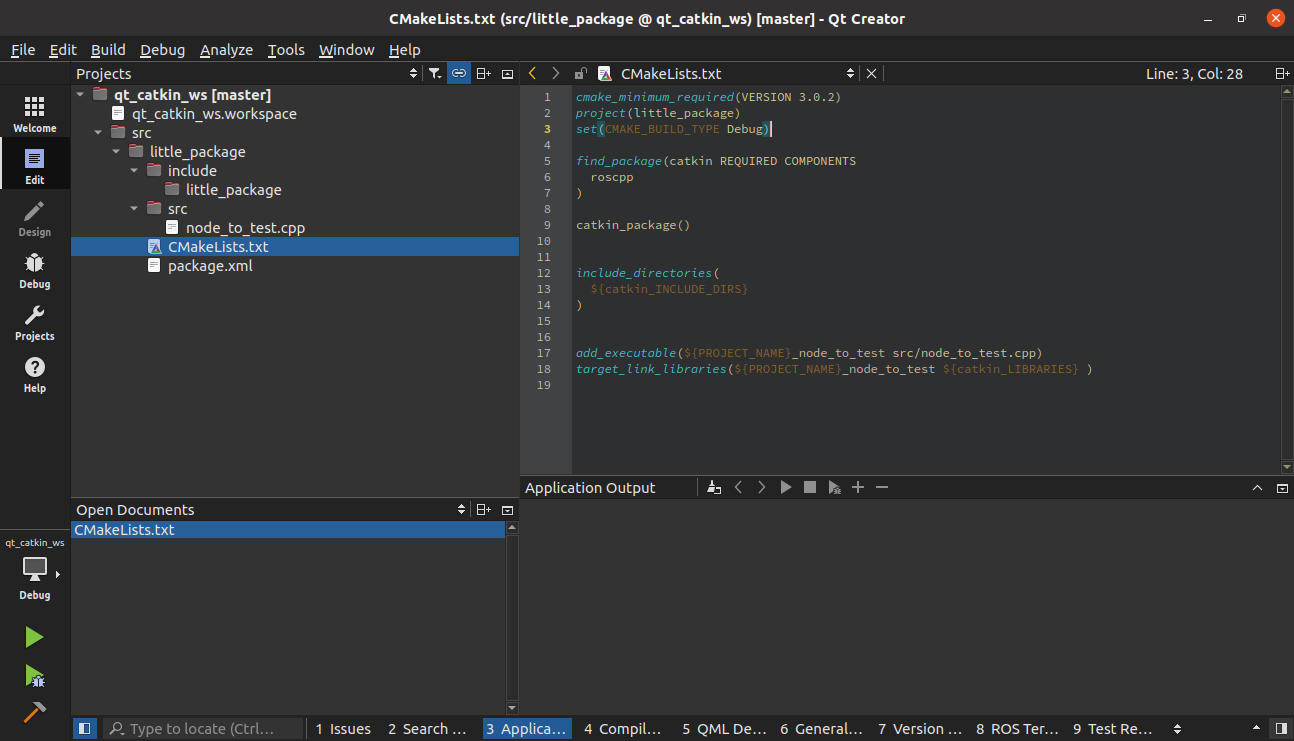 CMakeLists.txt (src/little_package @ qt_catkin_ws) [master] - Qt Creator
File Edit Build Debug Analyze Tools Window Help
Projects
CMakeLists.txt
Line: 3, Col: 28
Welcome
Edit
Design
Debug
Projects
Help
qt_catkin_ws [master]
qt_catkin_ws.workspace
src
little_package
include
little_package
src
node_to_test.cpp
CMakeLists.txt
package.xml
1 cmake_minimum_required(VERSION 3.0.2)
2 project(little_package)
3 set(CMAKE_BUILD_TYPE Debug)
4
5 find_package(catkin REQUIRED COMPONENTS
6 roscpp
7 )
8
9 catkin_package()
10
11
12 include_directories(
13 ${catkin_INCLUDE_DIRS}
14 )
15
16
17 add_executable(${PROJECT_NAME}_node_to_test src/node_to_test.cpp)
18 target_link_libraries(${PROJECT_NAME}_node_to_test ${catkin_LIBRARIES} )
19
Application Output
Open Documents
CMakeLists.txt
qt_catkin_ws
Debug
Type to locate (Ctrl...
1 Issues 2 Search ... 3 Applica... 4 Compil... 5 QML De... 6 General... 7 Version ... 8 ROS Ter... 9 Test Re...